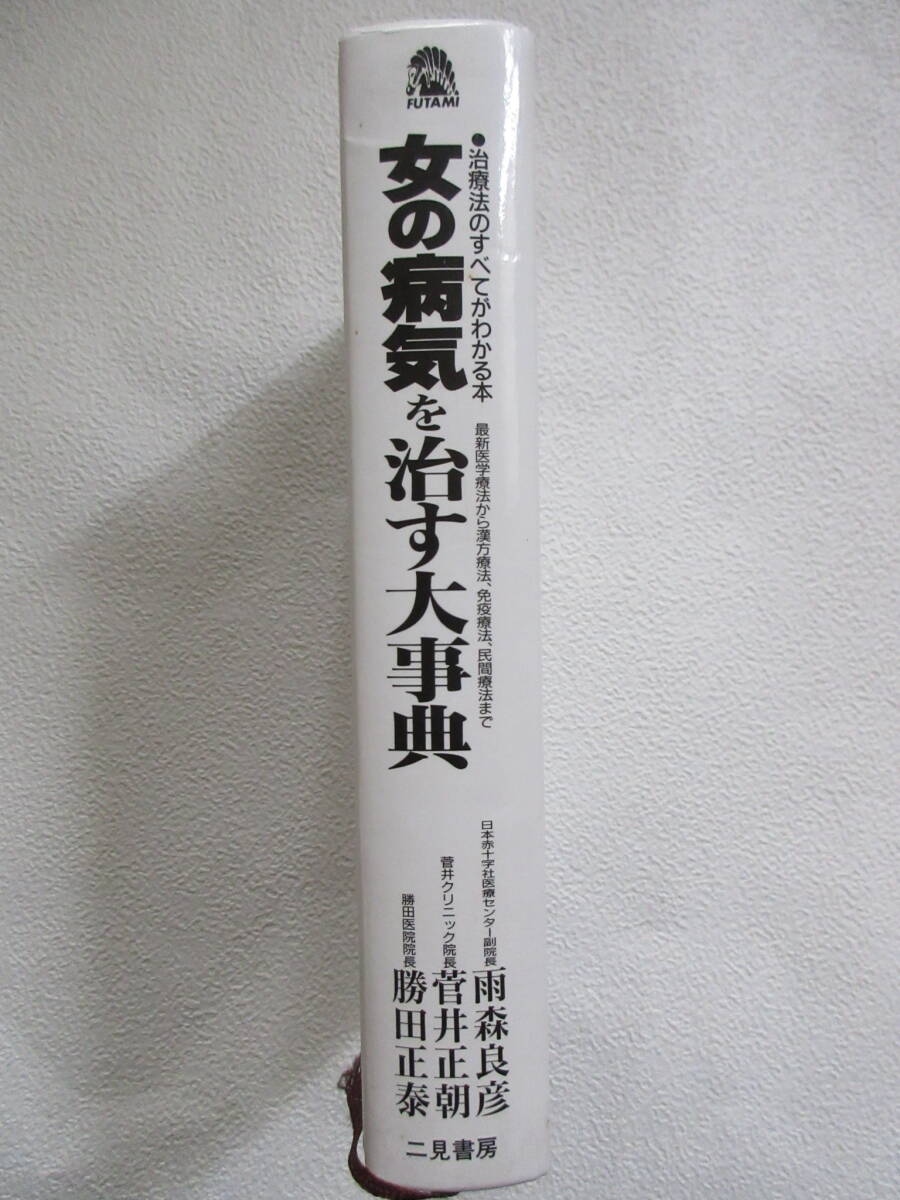 FUTAMI
●治療法のすべてがわかる本
最新医学療法から漢方療法、免疫療法、民間療法まで
女の病気を治す大事典
日本赤十字社医療センター副院長 雨森良彦
菅井クリニック院長 菅井正朝
勝田医院院長 勝田正泰
二見書房